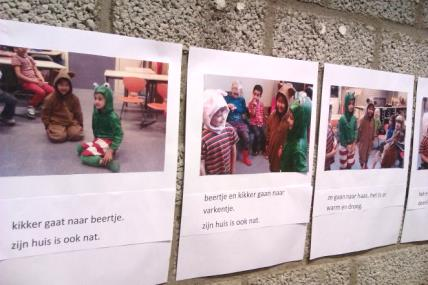 kikker gaat naar beertje.
zijn huis is ook nat.
beertje en kikker gaan naar
varkentje.
zijn huis is ook nat.
ze gaan naar haas. het is er
warm en droog.